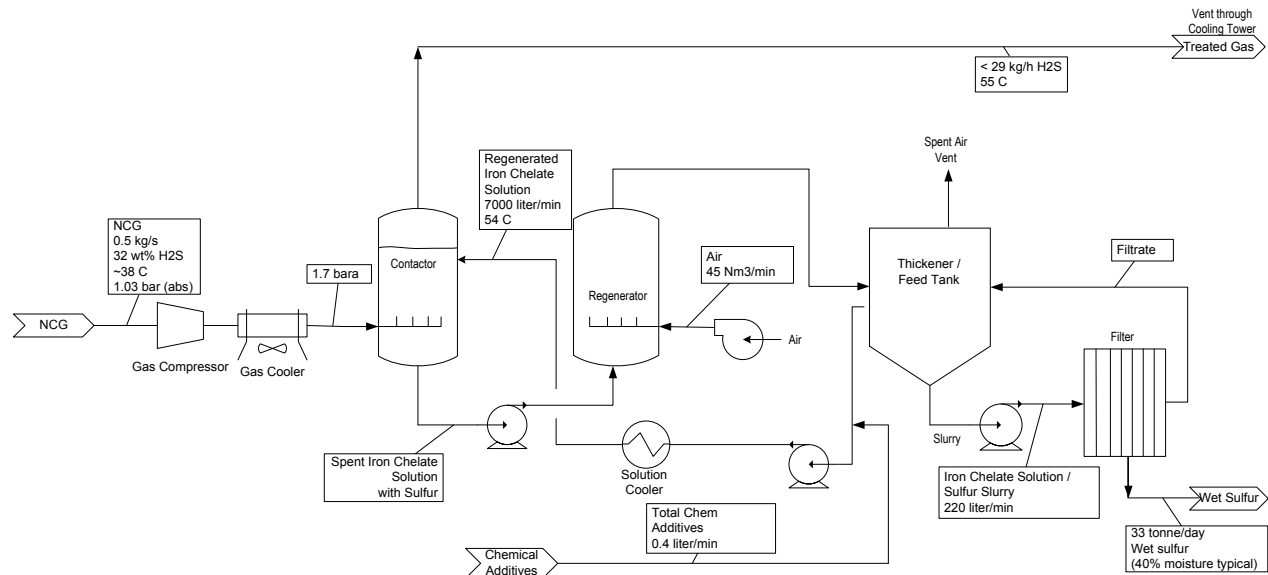 Vent through
Cooling Tower
Treated Gas
< 29 kg/h H2S
55 C
Spent Air
Vent
Regenerated
Iron Chelate
Solution
7000 liter/min
54 C
NCG
0.5 kg/s
32 wt% H2S
~38 C
1.03 bar (abs)
1.7 bara
Contactor
Air
45 Nm3/min
Thickener /
Feed Tank
Filtrate
Regenerator
NCG
Gas Compressor
Gas Cooler
Air
Filter
Slurry
Spent Iron Chelate
Solution
with Sulfur
Solution
Cooler
Iron Chelate Solution /
Sulfur Slurry
220 liter/min
Wet Sulfur
Total Chem
Additives
0.4 liter/min
33 tonne/day
Wet sulfur
(40% moisture typical)
Chemical
Additives